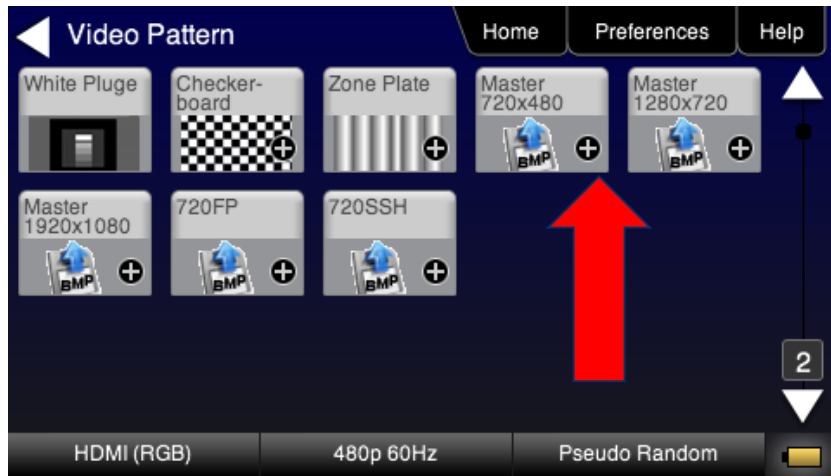 Video Pattern
Home
Preferences
Help
White Pluge
Checker-
board
Zone Plate
Master
720x480
Master
1280x720
BMP
BMP
Master
1920x1080
720FP
720SSH
BMP
BMP
BMP
2
HDMI (RGB)
480p 60Hz
Pseudo Random